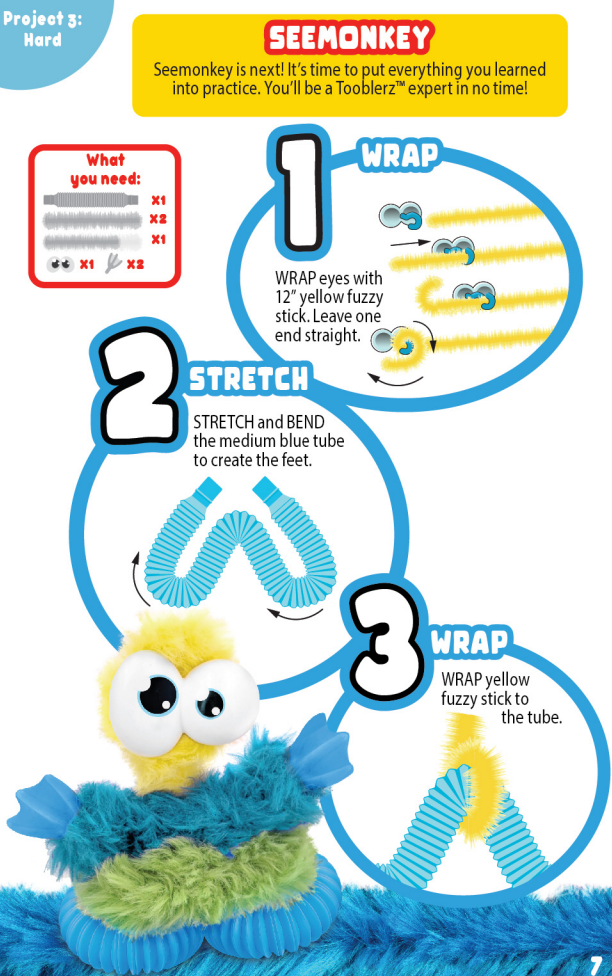 Project 3:
Hard
SEEMONKEY
Seemonkey is next! It's time to put everything you learned
into practice. You'll be a Tooblerz™ expert in no time!
What
you need:
X1
X2
X1
X1 X2
1 WRAP
WRAP eyes with
12" yellow fuzzy
stick. Leave one
end straight.
2 STRETCH
STRETCH and BEND
the medium blue tube
to create the feet.
3 WRAP
WRAP yellow
fuzzy stick to
the tube.
7